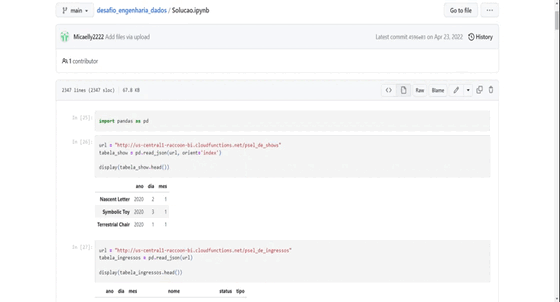 main desafio_engenharia_dados / Solucao.ipynb Go to file
Micaelly2222 Add files via upload Latest commit on Apr 23, 2022 History
1 contributor
2347 lines (2347 sloc) 67.8 KB Raw Blame
In [25]: import pandas as pd
In [26]: url = "http://us-central1-raccoon-bi.cloudfunctions.net/psel_de_shows"
tabela_show = pd.read_json(url, orient='index')
display(tabela_show.head())
ano dia mes
Nascent Letter 2020 2 1
Symbolic Toy 2020 3 1
Terrestrial Chair 2020 1 1
In [27]: url = "http://us-central1-raccoon-bi.cloudfunctions.net/psel_de_ingressos"
tabela_ingressos = pd.read_json(url)
display(tabela_ingressos.head())
ano dia mes nome status tipo